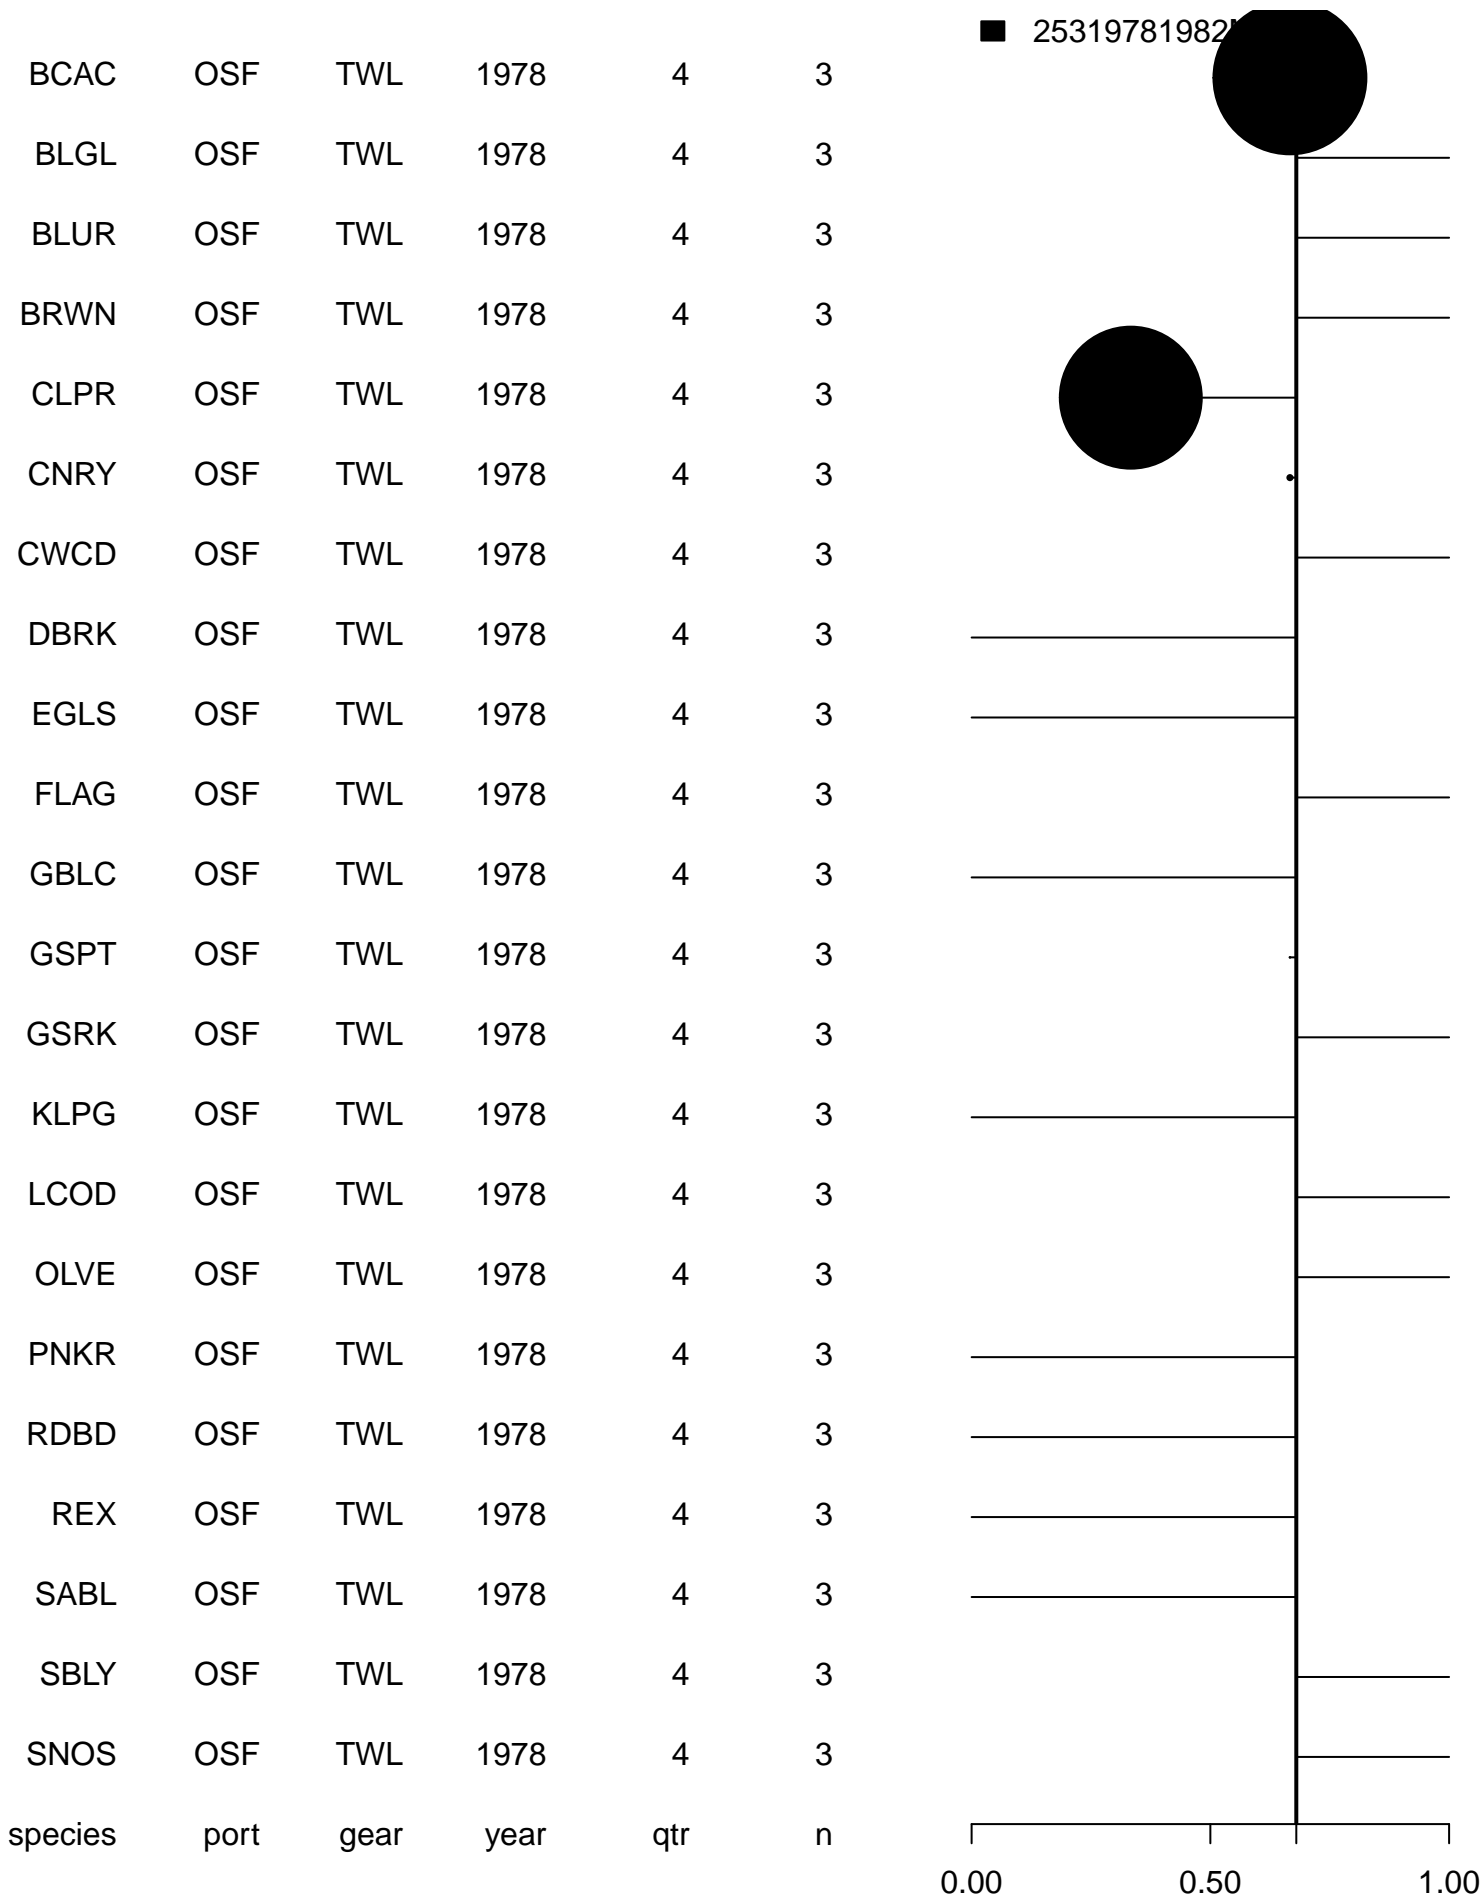 25319781982
BCAC OSF TWL 1978 4 3
BLGL OSF TWL 1978 4 3
BLUR OSF TWL 1978 4 3
BRWN OSF TWL 1978 4 3
CLPR OSF TWL 1978 4 3
CNRY OSF TWL 1978 4 3
CWCD OSF TWL 1978 4 3
DBRK OSF TWL 1978 4 3
EGLS OSF TWL 1978 4 3
FLAG OSF TWL 1978 4 3
GBLC OSF TWL 1978 4 3
GSPT OSF TWL 1978 4 3
GSRK OSF TWL 1978 4 3
KLPG OSF TWL 1978 4 3
LCOD OSF TWL 1978 4 3
OLVE OSF TWL 1978 4 3
PNKR OSF TWL 1978 4 3
RDBD OSF TWL 1978 4 3
REX OSF TWL 1978 4 3
SABL OSF TWL 1978 4 3
SBLY OSF TWL 1978 4 3
SNOS OSF TWL 1978 4 3
species port gear year qtr n
0.00 0.50 1.00